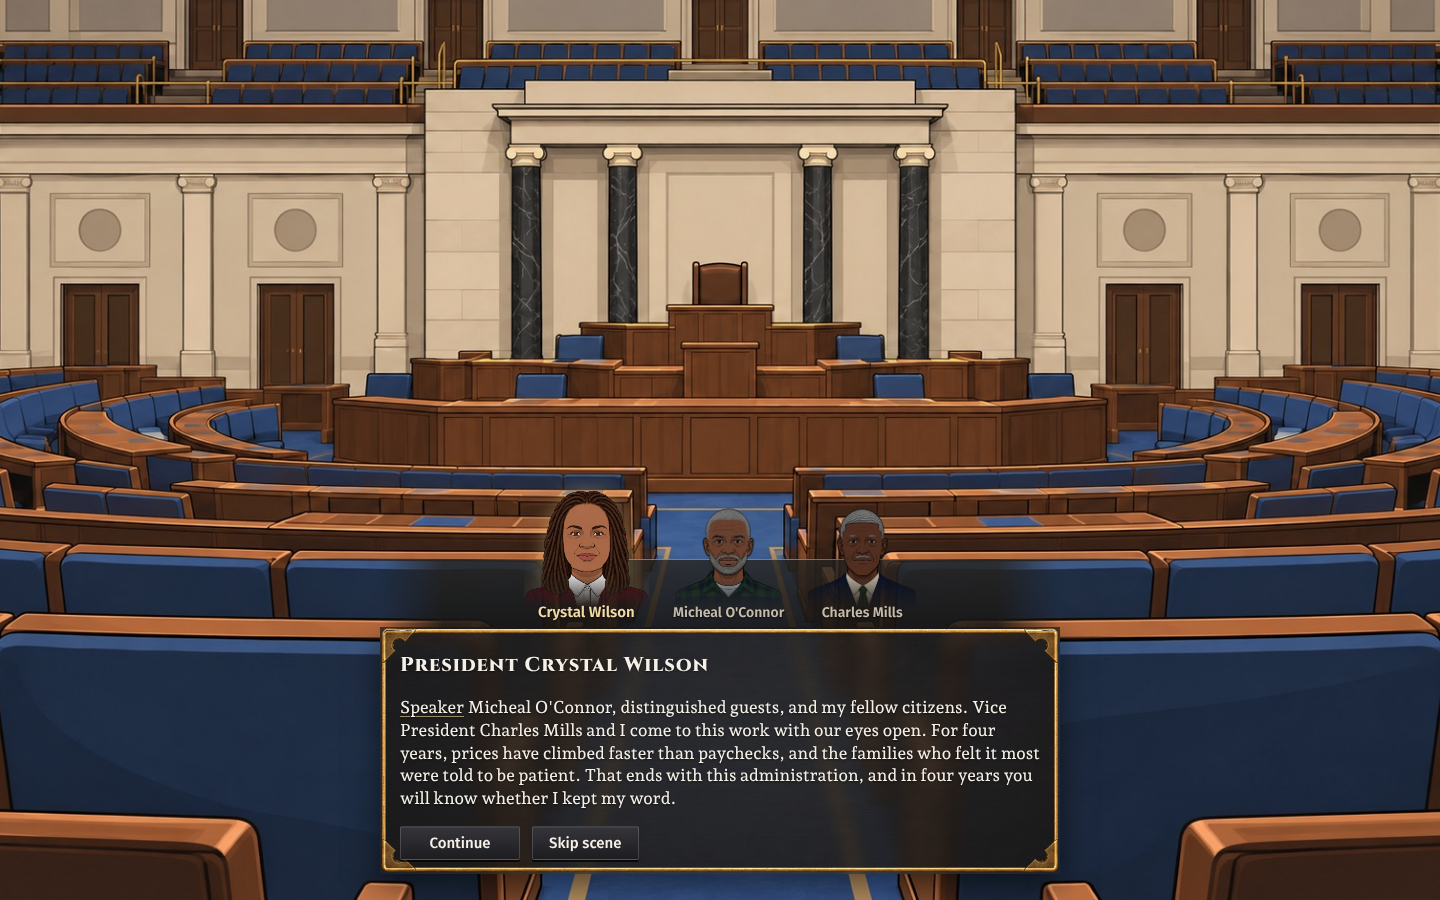 Crystal Wilson
Micheal O'Connor
Charles Mills
President Crystal Wilson
Speaker Micheal O'Connor, distinguished guests, and my fellow citizens. Vice
President Charles Mills and I come to this work with our eyes open. For four
years, prices have climbed faster than paychecks, and the families who felt it most
were told to be patient. That ends with this administration, and in four years you
will know whether I kept my word.
Continue
Skip scene